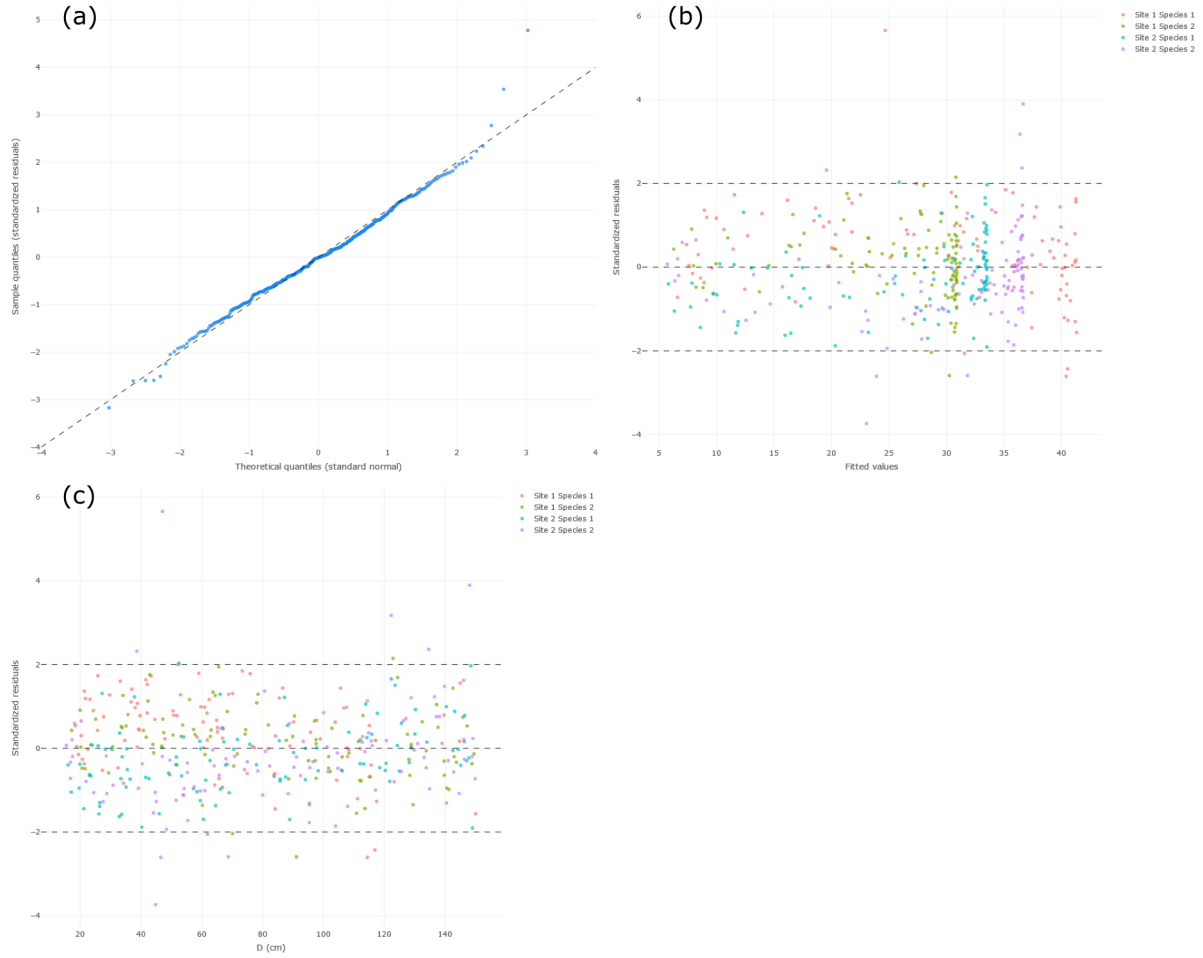 (a)
5
4
3
2
1
0
−1
−2
−3
−4
−4
−3
−2
−1
0
1
2
3
4
Sample quantiles (standardized residuals)
Theoretical quantiles (standard normal)
(b)
6
4
2
0
−2
−4
5
10
15
20
25
30
35
40
Standardized residuals
Fitted values
Site 1 Species 1
Site 1 Species 2
Site 2 Species 1
Site 2 Species 2
(c)
6
4
2
0
−2
−4
20
40
60
80
100
120
140
Standardized residuals
D (cm)
Site 1 Species 1
Site 1 Species 2
Site 2 Species 1
Site 2 Species 2